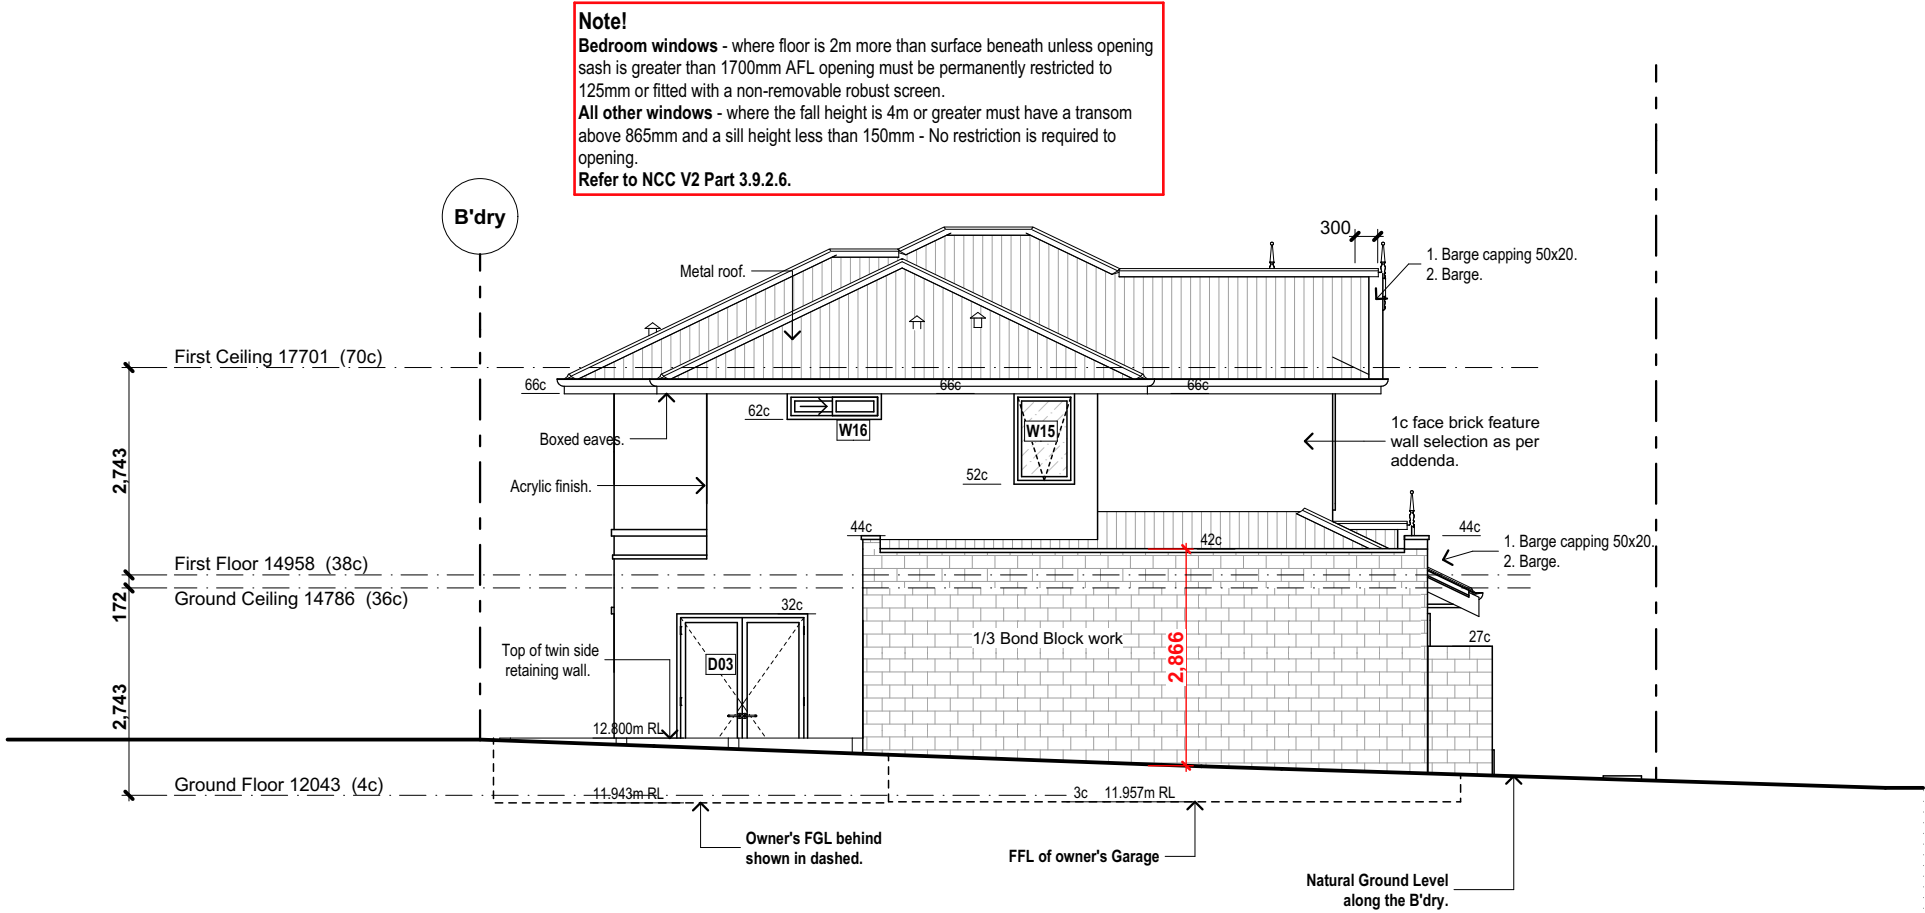 Note!
Bedroom windows - where floor is 2m more than surface beneath unless opening
sash is greater than 1700mm AFL opening must be permanently restricted to
125mm or fitted with a non-removable robust screen.
All other windows - where the fall height is 4m or greater must have a transom
above 865mm and a sill height less than 150mm - No restriction is required to
opening.
Refer to NCC V2 Part 3.9.2.6.
B'dry
300
1. Barge capping 50x20.
2. Barge.
Metal roof.
First Ceiling 17701 (70c)
66c
66c
66c
62c
W16
W15
Boxed eaves.
1c face brick feature
wall selection as per
addenda.
2,743
52c
Acrylic finish.
44c
44c
42c
1. Barge capping 50x20.
2. Barge.
First Floor 14958 (38c)
172
Ground Ceiling 14786 (36c)
32c
1/3 Bond Block work
27c
2,866
Top of twin side
retaining wall.
D03
2,743
12.800m RL
Ground Floor 12043 (4c)
11.943m RL
3c 11.957m RL
Owner's FGL behind
shown in dashed.
FFL of owner's Garage
Natural Ground Level
along the B'dry.